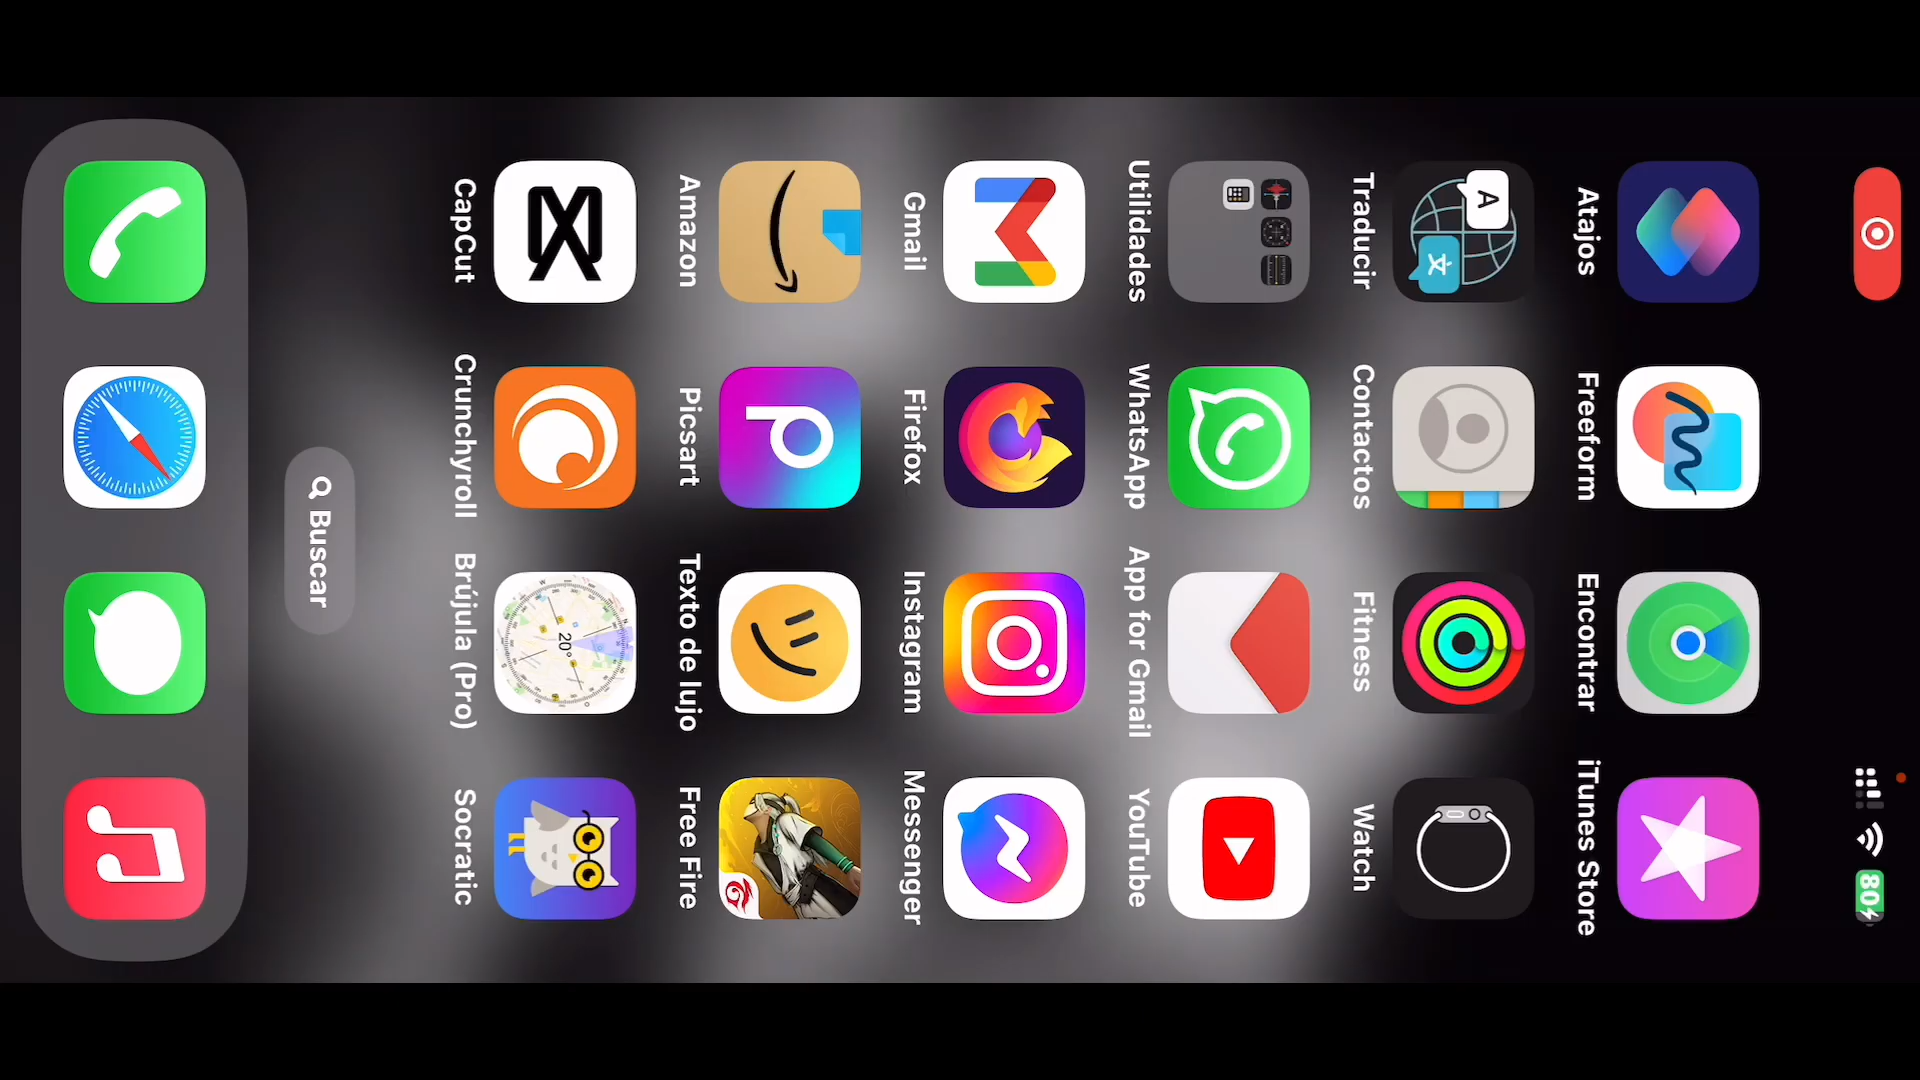 80
Atajos Freeform Encontrar iTunes Store
Traducir Contactos Fitness Watch
Utilidades WhatsApp App for Gmail YouTube
Gmail Firefox Instagram Messenger
Amazon Picsart Texto de lujo Free Fire
20°
CapCut Crunchyroll Brújula (Pro) Socratic
Buscar